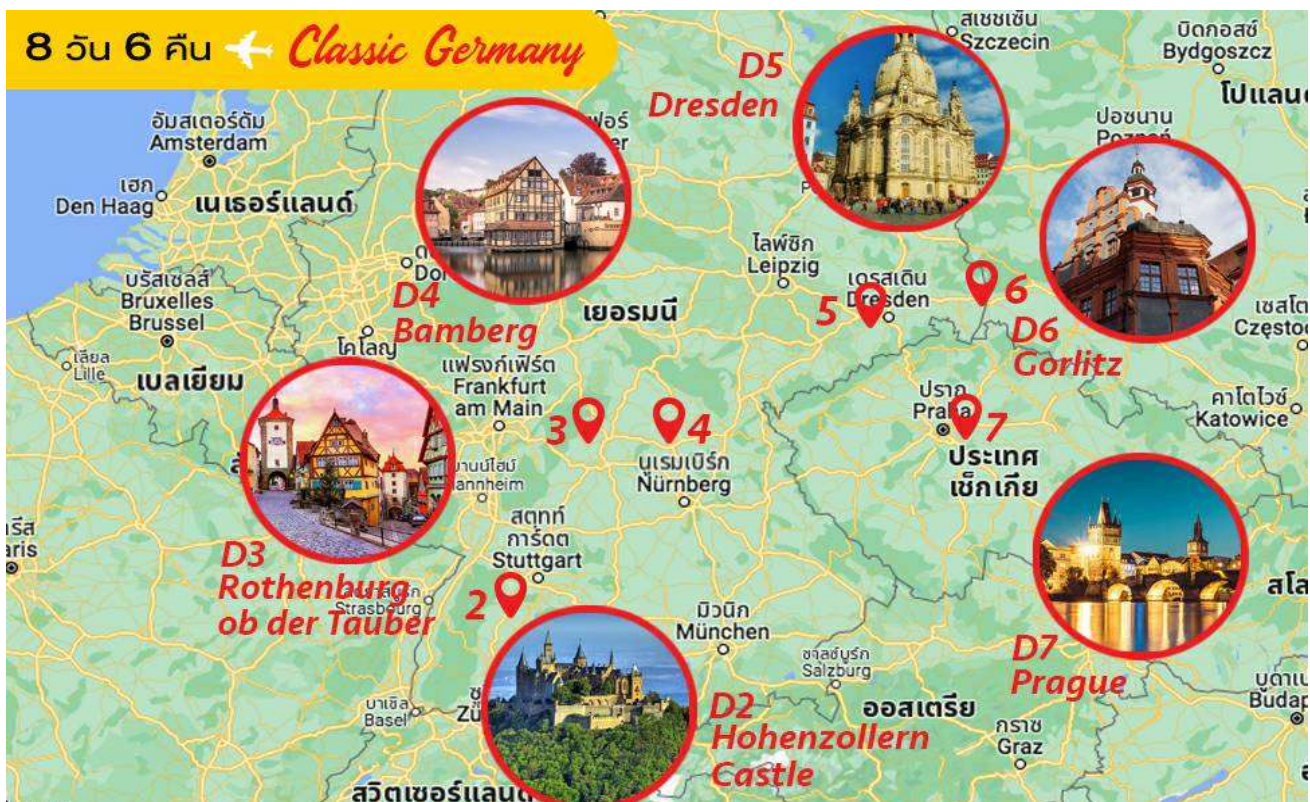 8 วัน 6 คืน Classic Germany
D5
Dresden
สเชซเซ็น
Szczecin
บิดกอสซ์
Bydgoszcz
โปแลนด์
อัมสเตอร์ดัม
Amsterdam
ปอซนาน
Poznań
เฮก
Den Haag
เนเธอร์แลนด์
ไลพ์ซิก
Leipzig
เดรสเดิน
Dresden
6
บรัสเซลส์
Bruxelles
Brussel
D4
Bamberg
เยอรมนี
5
D6
Gorlitz
ลีลย
Lille
เบลเยียม
โคโลญ
แฟรงก์เฟิร์ต
Frankfurt
am Main
3
4
ปราก
Praha
7
ประเทศ
เช็กเกีย
คาโตไวซ์
Katowice
นูเรมเบิร์ก
Nürnberg
สตุทท์
การ์ดต
Stuttgart
D3
Rothenburg
ob der Tauber
Strasbourg
2
มิวนิก
München
ซาลซ์บูร์ก
Salzburg
D7
Prague
บาเซิล
Basel
D2
Hohenzollern
Castle
ออสเตรีย
กราซ
Graz
สวิตเซอร์แลนด์